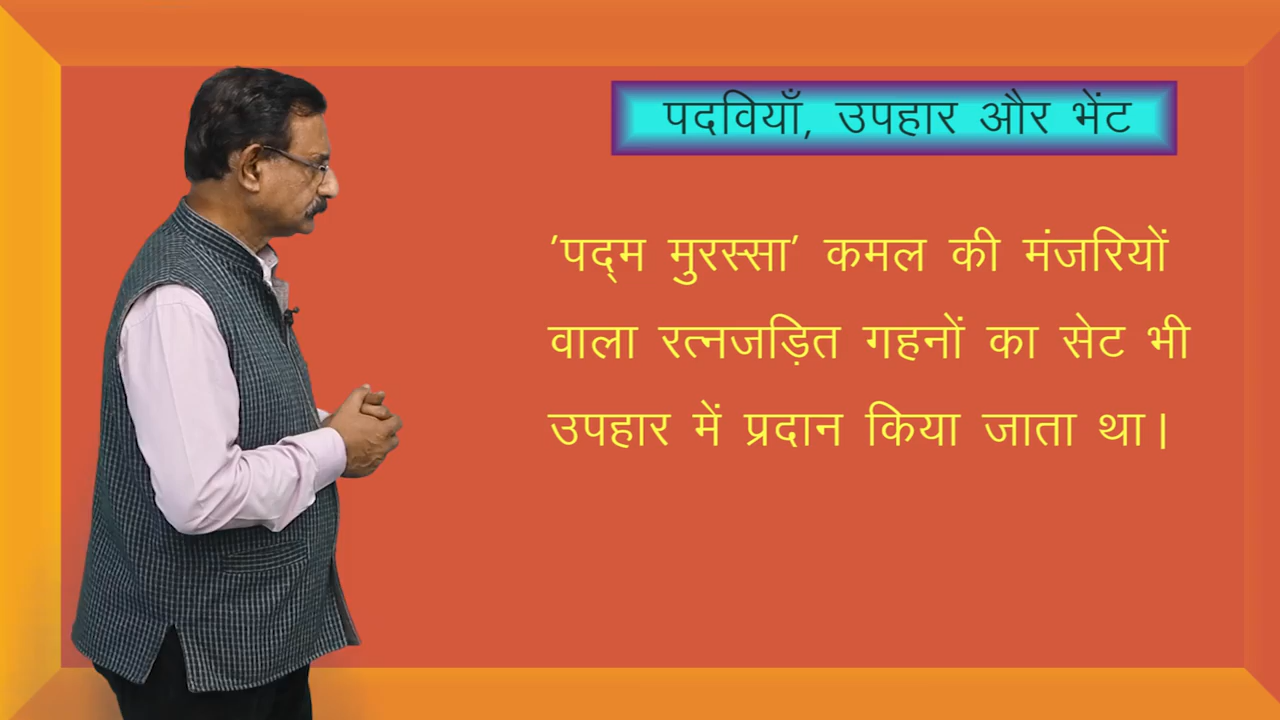 पदवियाँ, उपहार और भेंट
’पद्म मुरस्सा’ कमल की मंजरियों
वाला रत्नजड़ित गहनों का सेट भी
उपहार में प्रदान किया जाता था।